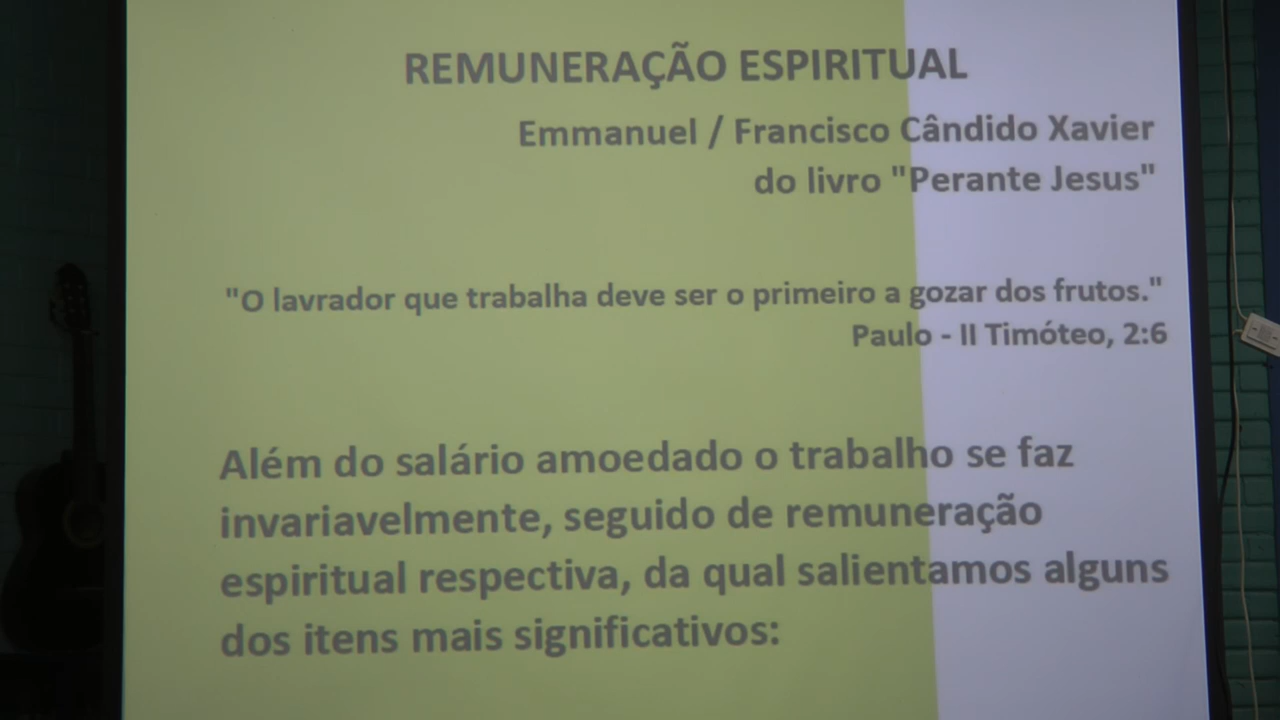 REMUNERAÇÃO ESPIRITUAL
Emmanuel / Francisco Cândido Xavier
do livro "Perante Jesus"
"O lavrador que trabalha deve ser o primeiro a gozar dos frutos."
Paulo - II Timóteo, 2:6
Além do salário amoedado o trabalho se faz
invariavelmente, seguido de remuneração
espiritual respectiva, da qual salientamos alguns
dos itens mais significativos: